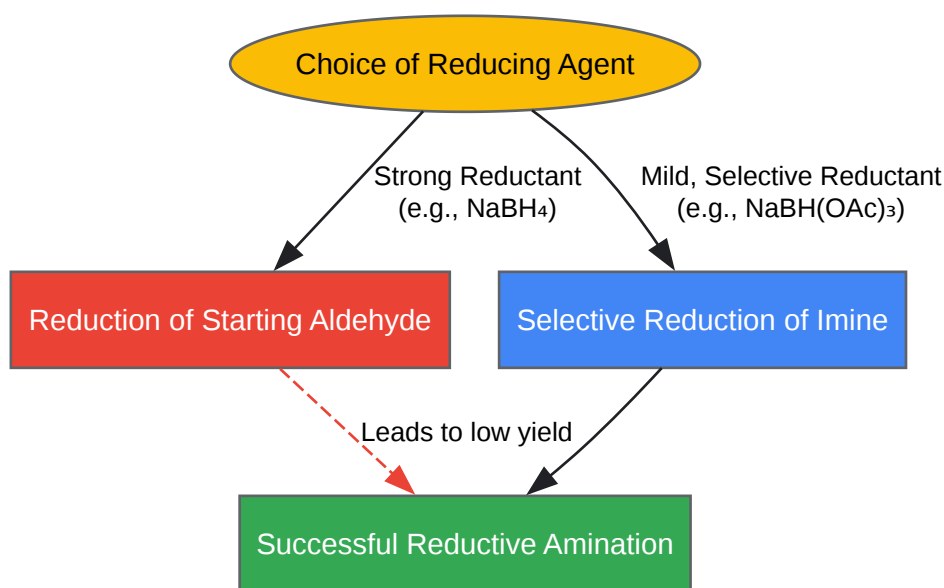 Choice of Reducing Agent
Strong Reductant
(e.g., NaBH₄)
Mild, Selective Reductant
(e.g., NaBH(OAc)₃)
Reduction of Starting Aldehyde
Selective Reduction of Imine
Leads to low yield
Successful Reductive Amination